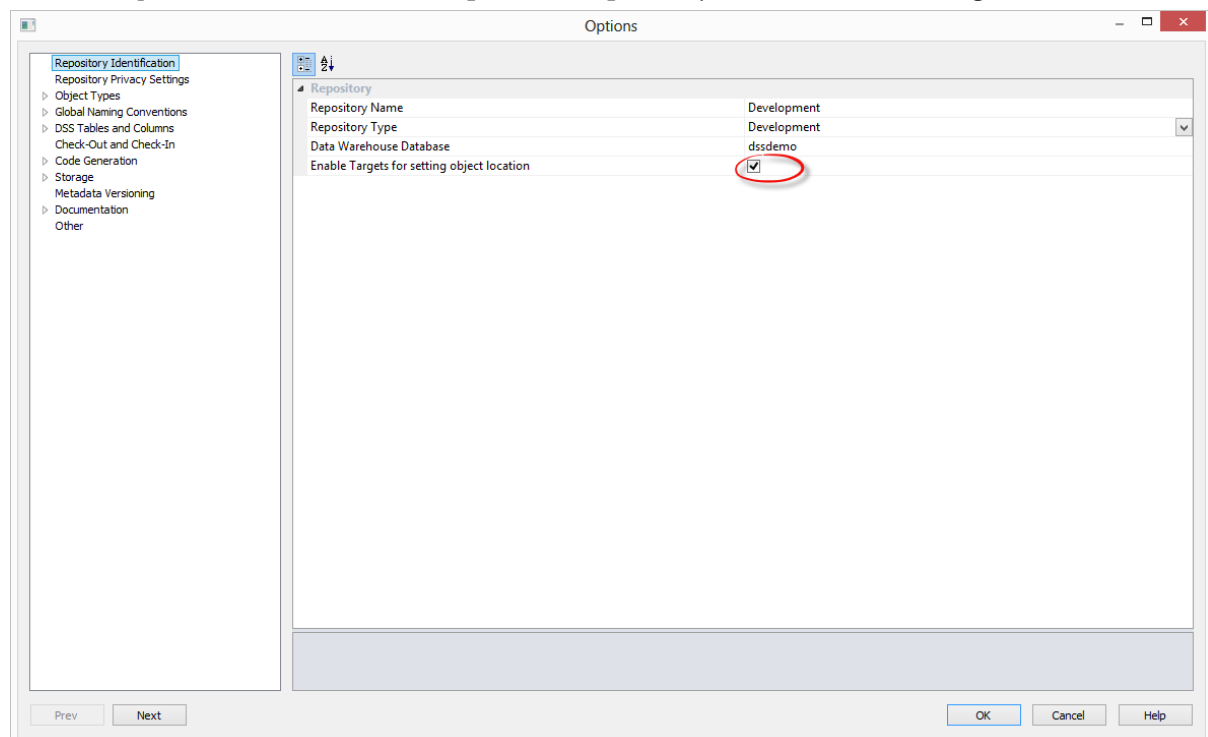 Options
Repository Identification
Repository Privacy Settings
Object Types
Global Naming Conventions
DSS Tables and Columns
Check-Out and Check-In
Code Generation
Storage
Metadata Versioning
Documentation
Other
Repository
Repository Name Development
Repository Type Development
Data Warehouse Database dssdemo
Enable Targets for setting object location
Prev Next OK Cancel Help